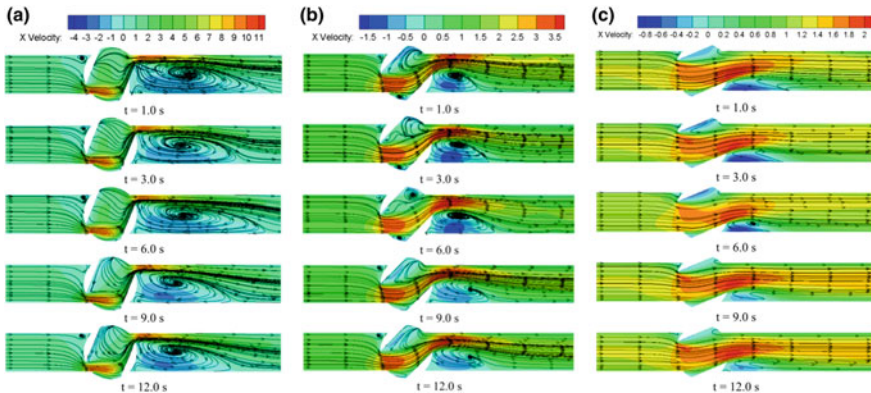 (a)
X Velocity: -4 -3 -2 -1 0 1 2 3 4 5 6 7 8 9 10 11
t = 1.0 s
t = 3.0 s
t = 6.0 s
t = 9.0 s
t = 12.0 s
(b)
X Velocity: -1.5 -1 -0.5 0 0.5 1 1.5 2 2.5 3 3.5
t = 1.0 s
t = 3.0 s
t = 6.0 s
t = 9.0 s
t = 12.0 s
(c)
X Velocity: -0.8 -0.6 -0.4 -0.2 0 0.2 0.4 0.6 0.8 1 1.2 1.4 1.6 1.8 2
t = 1.0 s
t = 3.0 s
t = 6.0 s
t = 9.0 s
t = 12.0 s